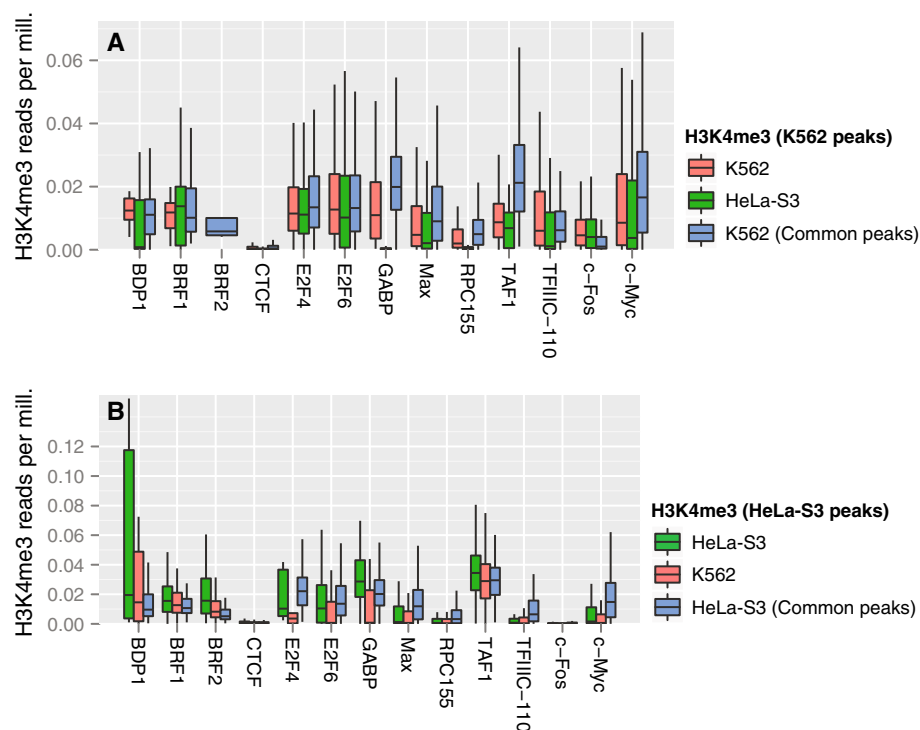 A
H3K4me3 reads per mill.
0.06
0.04
0.02
0.00
BDP1
BRF1
BRF2
CTCF
E2F4
E2F6
GABP
Max
RPC155
TAF1
TFIIIC-110
c-Fos
c-Myc
H3K4me3 (K562 peaks)
K562
HeLa-S3
K562 (Common peaks)
B
H3K4me3 reads per mill.
0.12
0.10
0.08
0.06
0.04
0.02
0.00
BDP1
BRF1
BRF2
CTCF
E2F4
E2F6
GABP
Max
RPC155
TAF1
TFIIIC-110
c-Fos
c-Myc
H3K4me3 (HeLa-S3 peaks)
HeLa-S3
K562
HeLa-S3 (Common peaks)